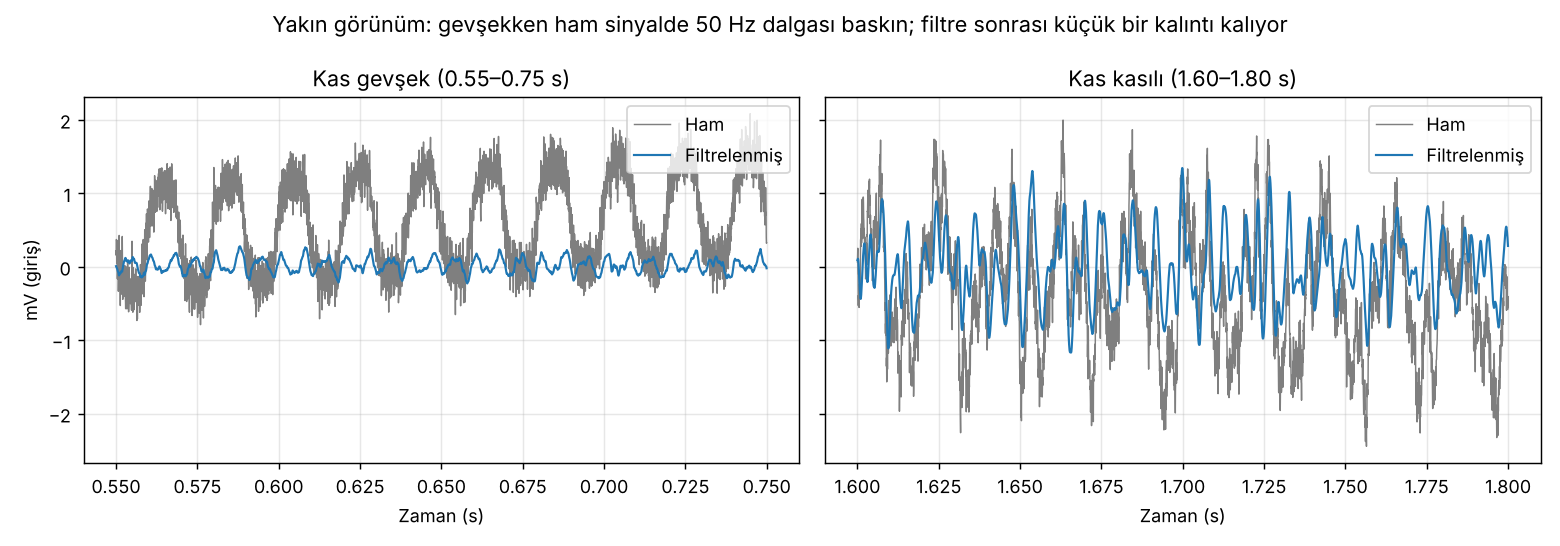 Yakın görünüm: gevşekken ham sinyalde 50 Hz dalgası baskın; filtre sonrası küçük bir kalıntı kalıyor
Kas gevşek (0.55–0.75 s)
Ham
Filtrelenmiş
mV (giriş)
2
1
0
−1
−2
0.550 0.575 0.600 0.625 0.650 0.675 0.700 0.725 0.750
Zaman (s)
Kas kasılı (1.60–1.80 s)
Ham
Filtrelenmiş
1.600 1.625 1.650 1.675 1.700 1.725 1.750 1.775 1.800
Zaman (s)